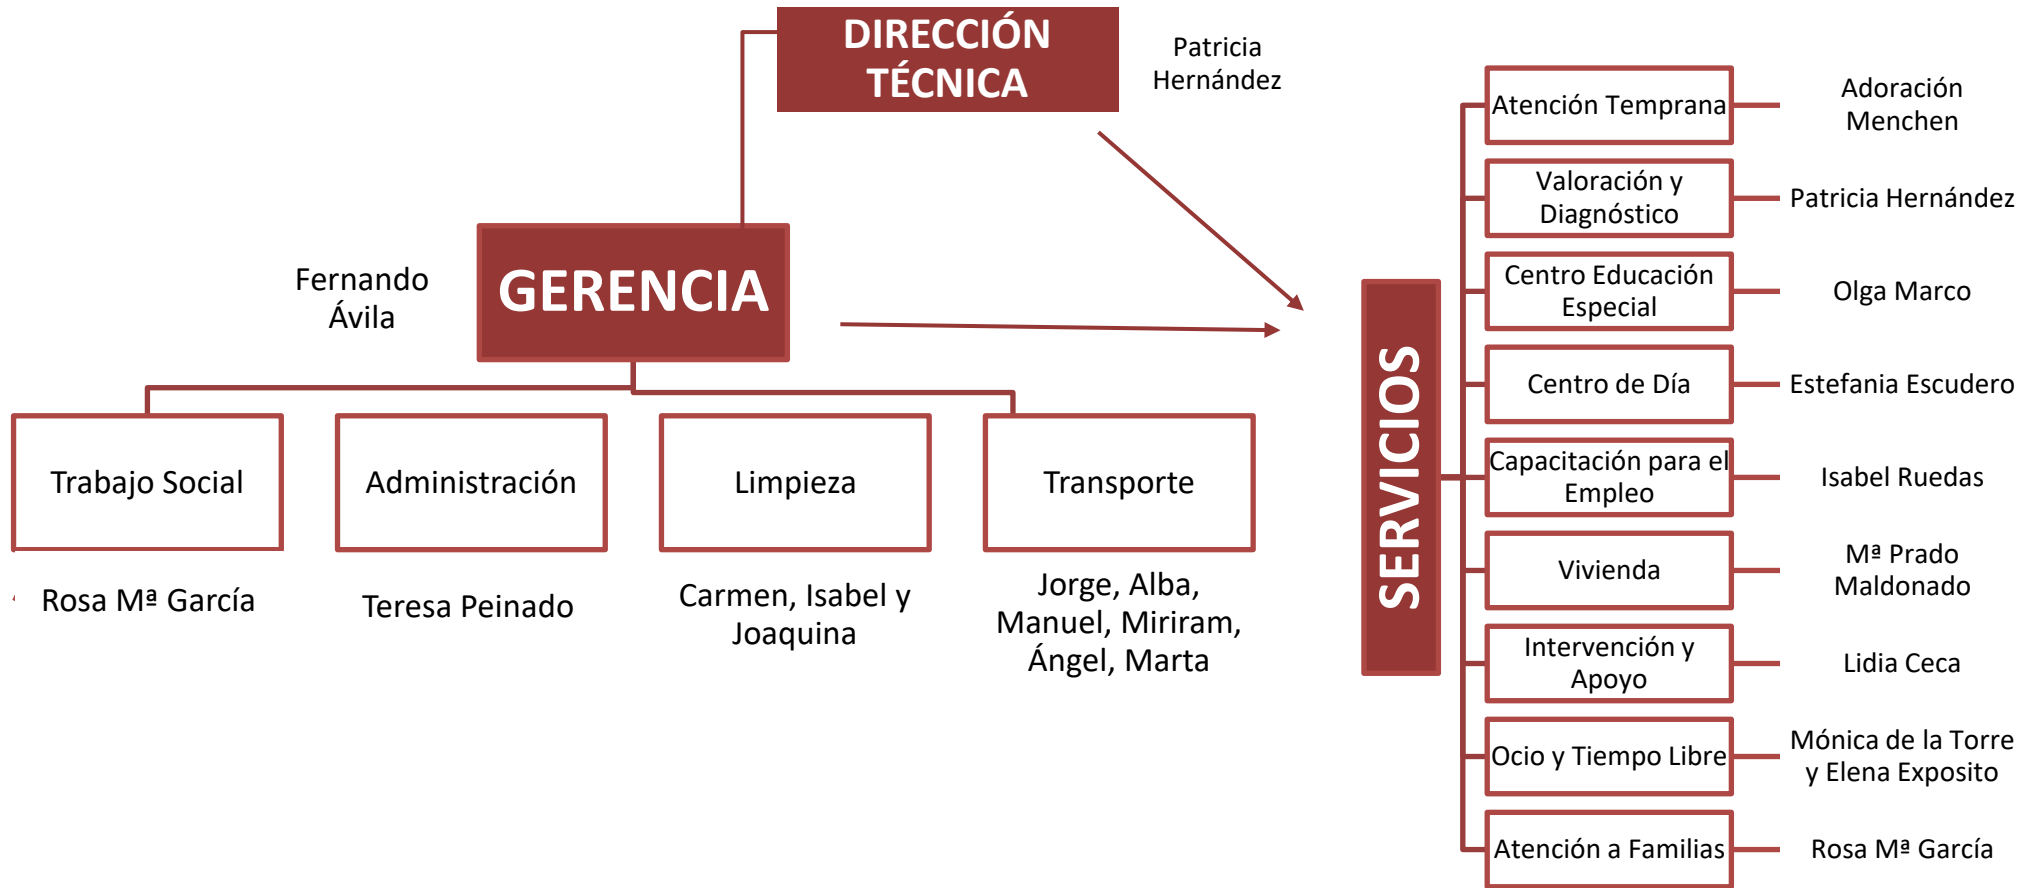 DIRECCIÓN
TÉCNICA
Patricia
Hernández
Fernando
Ávila
GERENCIA
Trabajo Social
Rosa Mª García
Administración
Teresa Peinado
Limpieza
Carmen, Isabel y
Joaquina
Transporte
Jorge, Alba,
Manuel, Miriram,
Ángel, Marta
SERVICIOS
Atención Temprana
Adoración
Menchen
Valoración y
Diagnóstico
Patricia Hernández
Centro Educación
Especial
Olga Marco
Centro de Día
Estefania Escudero
Capacitación para el
Empleo
Isabel Ruedas
Vivienda
Mª Prado
Maldonado
Intervención y
Apoyo
Lidia Ceca
Ocio y Tiempo Libre
Mónica de la Torre
y Elena Exposito
Atención a Familias
Rosa Mª García